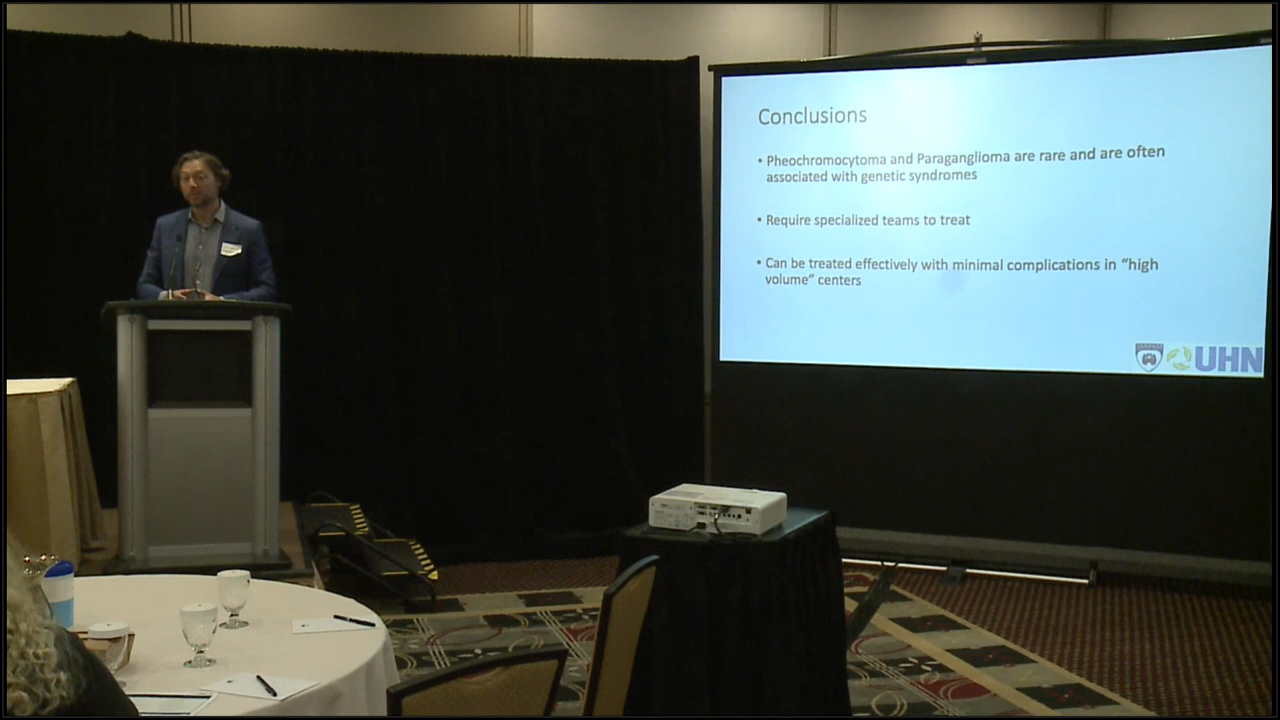 Conclusions
• Pheochromocytoma and Paraganglioma are rare and are often
associated with genetic syndromes
• Require specialized teams to treat
• Can be treated effectively with minimal complications in “high
volume” centers
UHN